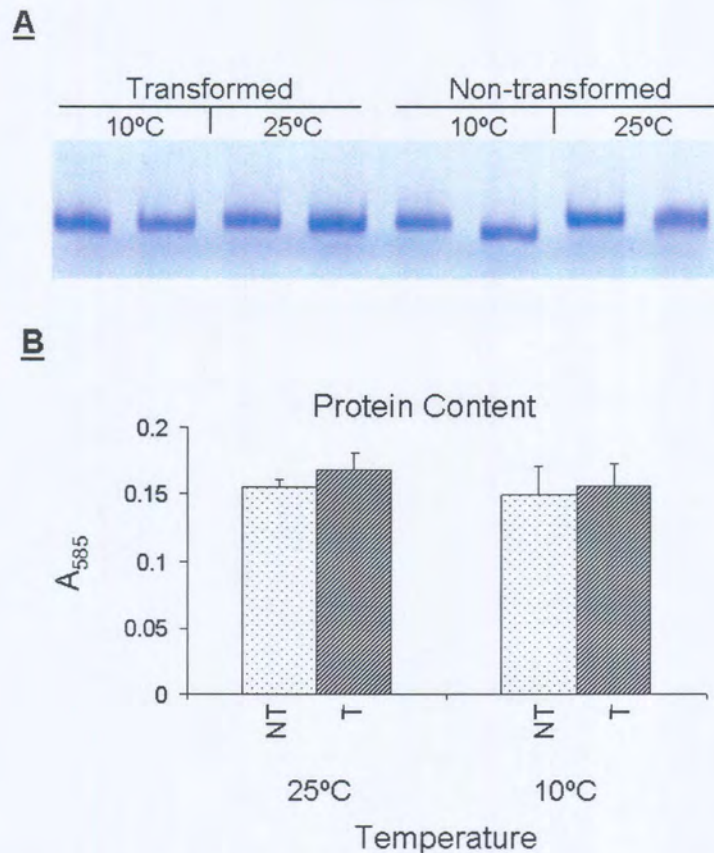 A
Transformed Non-transformed
10ºC 25ºC 10ºC 25ºC
B
Protein Content
0.2
0.15
0.1
0.05
0
A585
NT T NT T
25ºC 10ºC
Temperature